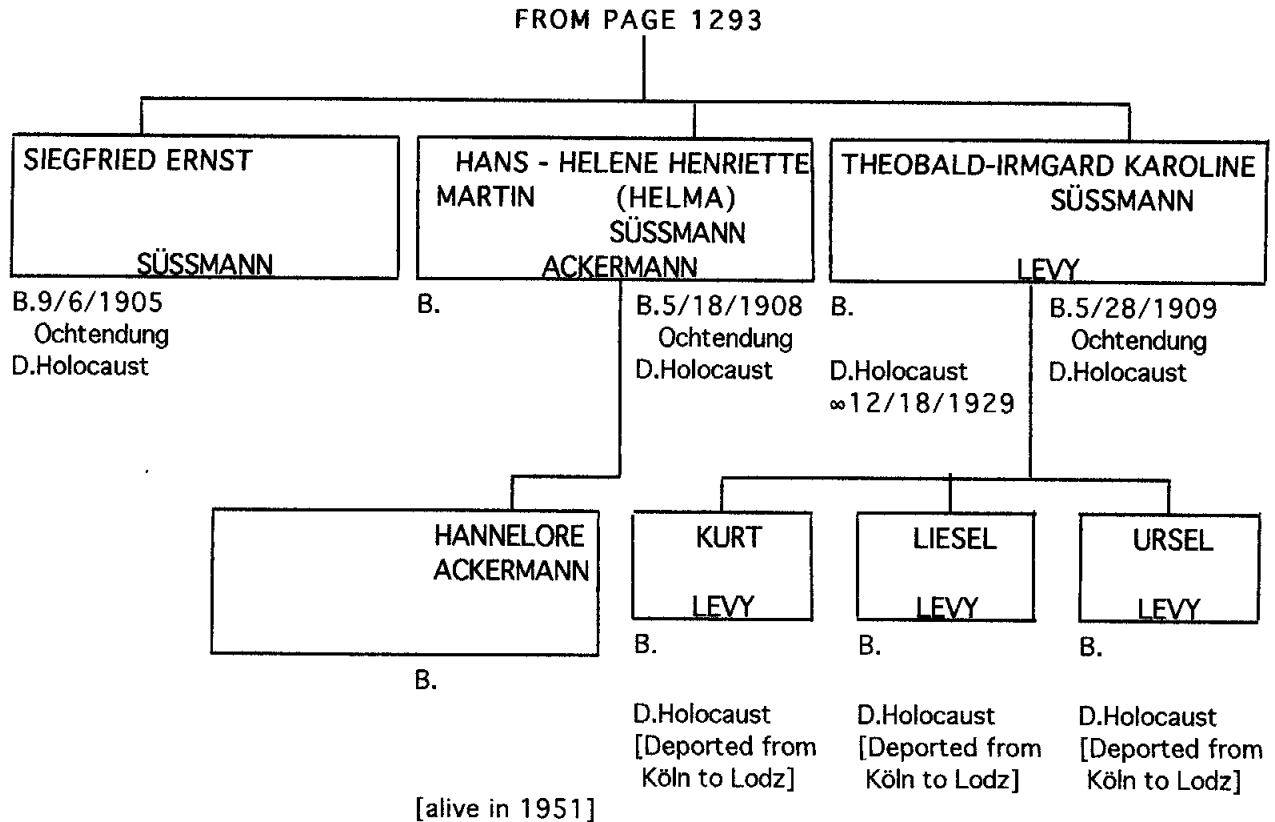 FROM PAGE 1293
SIEGFRIED ERNST
SÜSSMANN
B.9/6/1905
Ochtendung
D.Holocaust
HANS - HELENE HENRIETTE
MARTIN (HELMA)
SÜSSMANN
ACKERMANN
B.
B.5/18/1908
Ochtendung
D.Holocaust
THEOBALD-IRMGARD KAROLINE
SÜSSMANN
LEVY
B.
D.Holocaust
∞12/18/1929
B.5/28/1909
Ochtendung
D.Holocaust
HANNELORE
ACKERMANN
B.
[alive in 1951]
KURT
LEVY
B.
D.Holocaust
[Deported from
Köln to Lodz]
LIESEL
LEVY
B.
D.Holocaust
[Deported from
Köln to Lodz]
URSEL
LEVY
B.
D.Holocaust
[Deported from
Köln to Lodz]